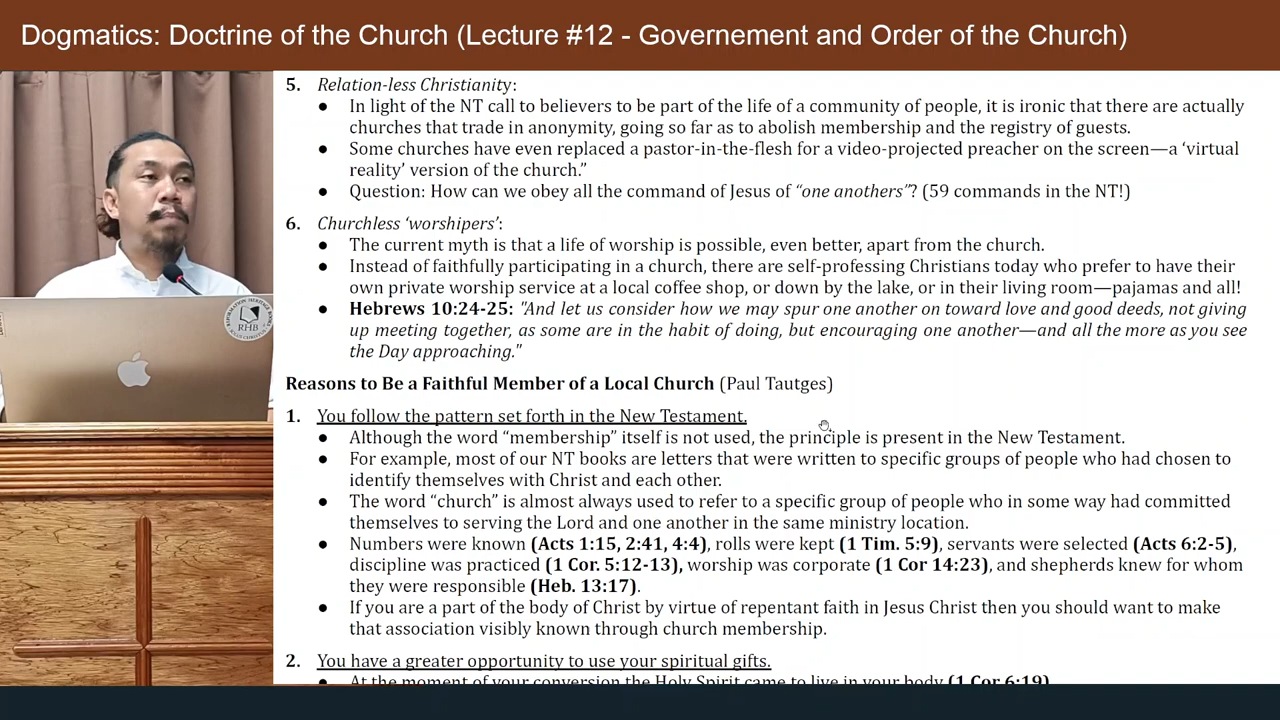 Dogmatics: Doctrine of the Church (Lecture #12 - Governement and Order of the Church)
5. Relation-less Christianity:
● In light of the NT call to believers to be part of the life of a community of people, it is ironic that there are actually
churches that trade in anonymity, going so far as to abolish membership and the registry of guests.
● Some churches have even replaced a pastor-in-the-flesh for a video-projected preacher on the screen—a ‘virtual
reality’ version of the church.”
● Question: How can we obey all the command of Jesus of “one anothers”? (59 commands in the NT!)
6. Churchless ‘worshipers’:
● The current myth is that a life of worship is possible, even better, apart from the church.
● Instead of faithfully participating in a church, there are self-professing Christians today who prefer to have their
own private worship service at a local coffee shop, or down by the lake, or in their living room—pajamas and all!
● Hebrews 10:24-25: "And let us consider how we may spur one another on toward love and good deeds, not giving
up meeting together, as some are in the habit of doing, but encouraging one another—and all the more as you see
the Day approaching."
Reasons to Be a Faithful Member of a Local Church (Paul Tautges)
1. You follow the pattern set forth in the New Testament.
● Although the word “membership” itself is not used, the principle is present in the New Testament.
● For example, most of our NT books are letters that were written to specific groups of people who had chosen to
identify themselves with Christ and each other.
● The word “church” is almost always used to refer to a specific group of people who in some way had committed
themselves to serving the Lord and one another in the same ministry location.
● Numbers were known (Acts 1:15, 2:41, 4:4), rolls were kept (1 Tim. 5:9), servants were selected (Acts 6:2-5),
discipline was practiced (1 Cor. 5:12-13), worship was corporate (1 Cor 14:23), and shepherds knew for whom
they were responsible (Heb. 13:17).
● If you are a part of the body of Christ by virtue of repentant faith in Jesus Christ then you should want to make
that association visibly known through church membership.
2. You have a greater opportunity to use your spiritual gifts.
● At the moment of your conversion the Holy Spirit came to live in your body (1 Cor 6:19)
RHB